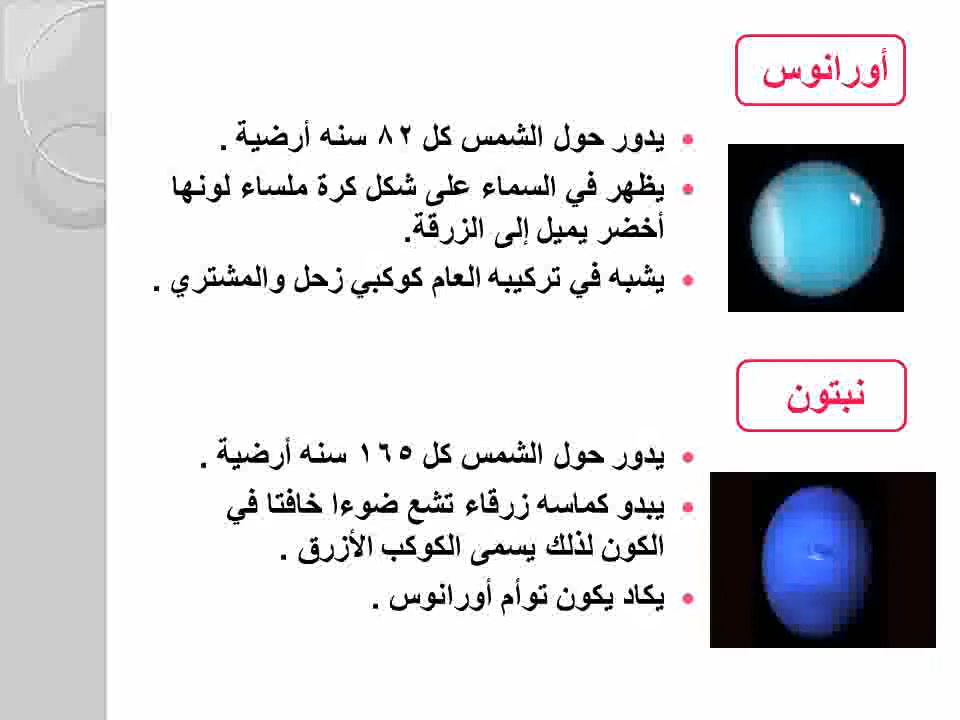 أورانوس
يدور حول الشمس كل ٨٢ سنه أرضية .
يظهر في السماء على شكل كرة ملساء لونها
أخضر يميل إلى الزرقة.
يشبه في تركيبه العام كوكبي زحل والمشتري .
نبتون
يدور حول الشمس كل ١٦٥ سنه أرضية .
يبدو كماسه زرقاء تشع ضوءا خافتا في
الكون لذلك يسمى الكوكب الأزرق .
يكاد يكون توأم أورانوس .